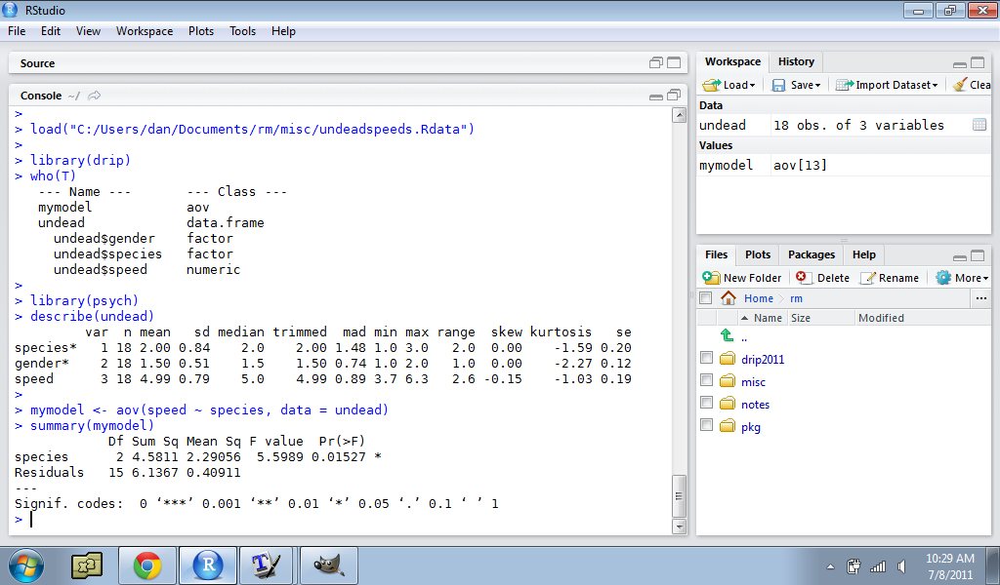 RStudio
File Edit View Workspace Plots Tools Help
Source
Console ~/
>
> load("C:/Users/dan/Documents/rm/misc/undeadspeeds.Rdata")
>
> library(drip)
> who(T)
--- Name --- --- Class ---
mymodel aov
undead data.frame
undead$gender factor
undead$species factor
undead$speed numeric
>
> library(psych)
> describe(undead)
var n mean sd median trimmed mad min max range skew kurtosis se
species* 1 18 2.00 0.84 2.0 2.00 1.48 1.0 3.0 2.0 0.00 -1.59 0.20
gender* 2 18 1.50 0.51 1.5 1.50 0.74 1.0 2.0 1.0 0.00 -2.27 0.12
speed 3 18 4.99 0.79 5.0 4.99 0.89 3.7 6.3 2.6 -0.15 -1.03 0.19
>
> mymodel <- aov(speed ~ species, data = undead)
> summary(mymodel)
Df Sum Sq Mean Sq F value Pr(>F)
species 2 4.5811 2.29056 5.5989 0.01527 *
Residuals 15 6.1367 0.40911
---
Signif. codes: 0 ‘***’ 0.001 ‘**’ 0.01 ‘*’ 0.05 ‘.’ 0.1 ‘ ’ 1
>
Workspace History
Load Save Import Dataset Clea
Data
undead 18 obs. of 3 variables
Values
mymodel aov[13]
Files Plots Packages Help
New Folder Delete Rename More
Home rm ...
Name Size Modified
..
drip2011
misc
notes
pkg
10:29 AM
7/8/2011